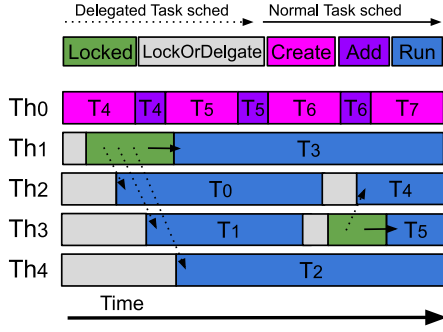 Delegated Task sched Normal Task sched
Locked LockOrDelgate Create Add Run
Th0 T4 T4 T5 T5 T6 T6 T7
Th1 T3
Th2 T0 T4
Th3 T1 T5
Th4 T2
Time